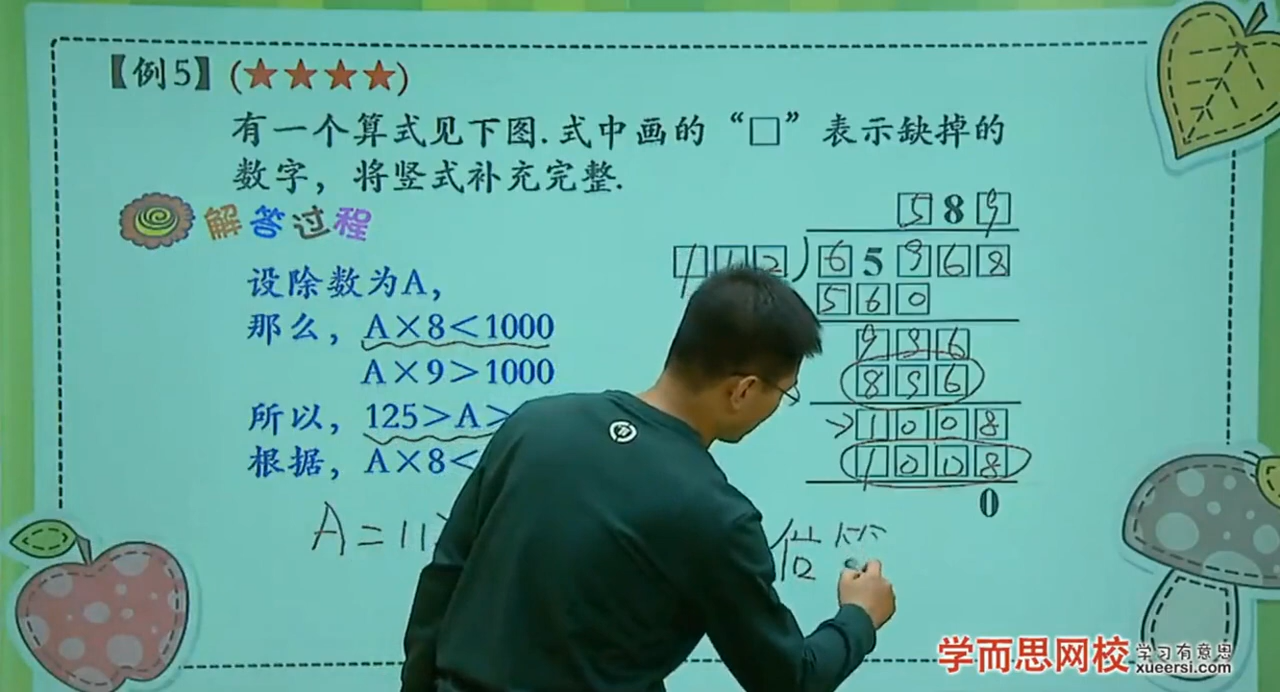 【例5】(★★★★)
有一个算式见下图.式中画的“□”表示缺掉的
数字，将竖式补充完整.
解答过程
设除数为A，
那么，A×8＜1000
A×9＞1000
所以，125＞A＞
根据，A×8＜
A=11
5 8 9
1 1 2 ) 6 5 9 6 8
5 6 0
9 9 6
8 9 6
1 0 0 8
1 0 0 8
0
倍
学而思网校 学习有意思
xueersi.com